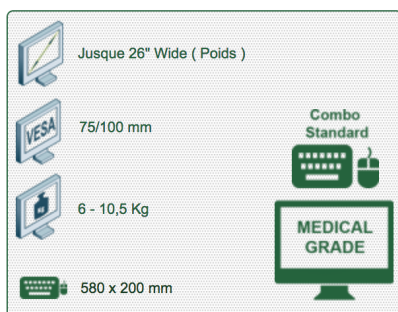 Jusque 26" Wide ( Poids )
VESA
75/100 mm
Combo
Standard
KG
6 - 10,5 Kg
MEDICAL
GRADE
580 x 200 mm